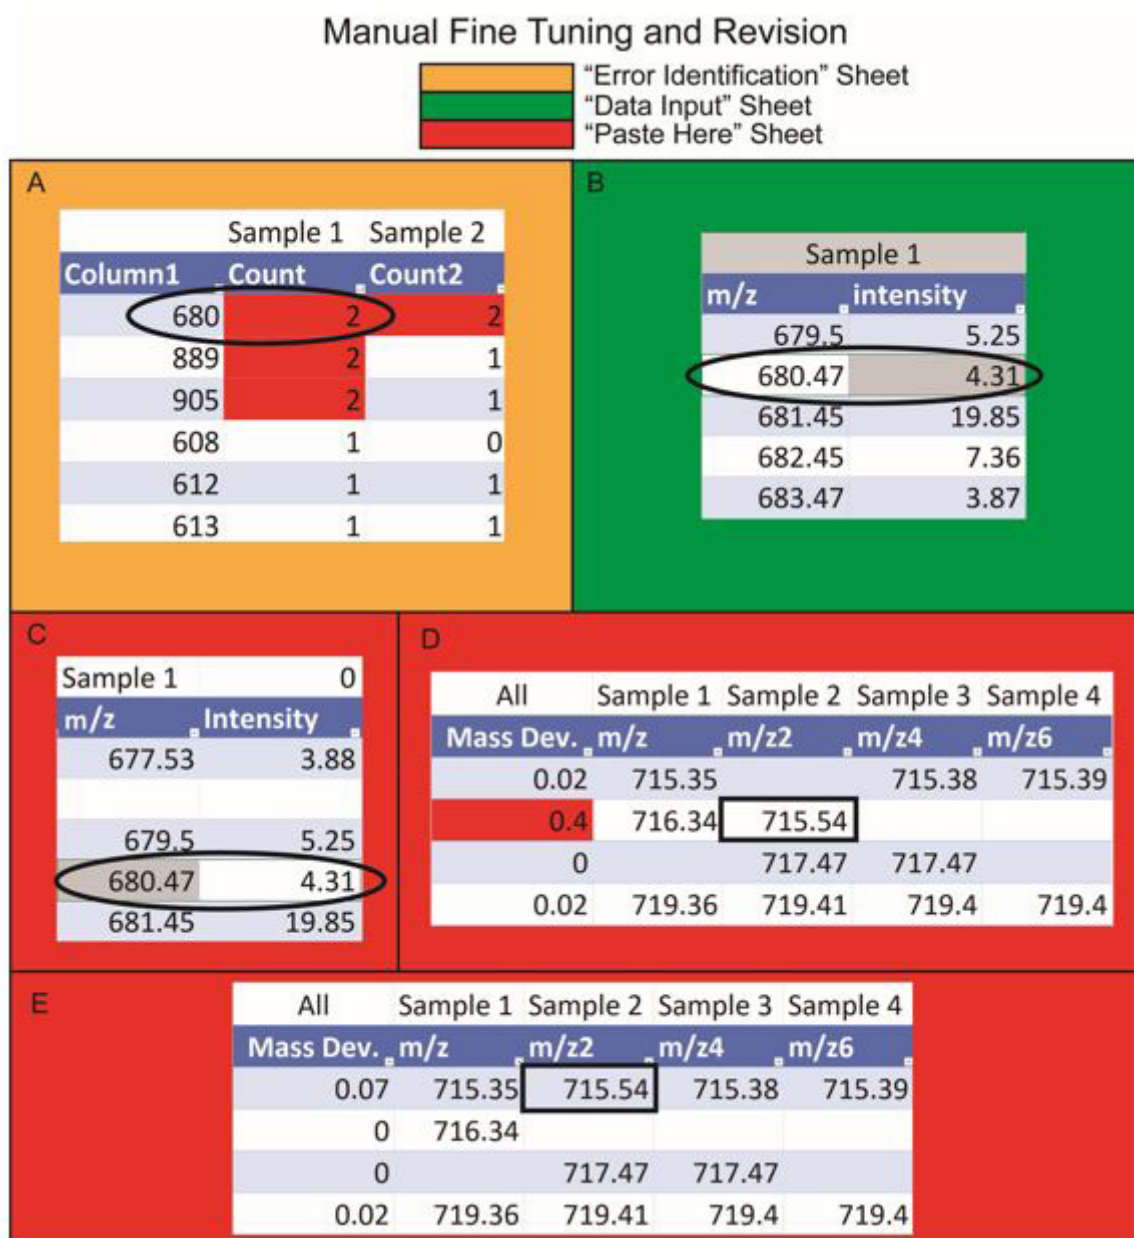 Manual Fine Tuning and Revision
"Error Identification" Sheet
"Data Input" Sheet
"Paste Here" Sheet
A
Sample 1 Sample 2
Column1 Count Count2
680 2 2
889 2 1
905 2 1
608 1 0
612 1 1
613 1 1
B
Sample 1
m/z intensity
679.5 5.25
680.47 4.31
681.45 19.85
682.45 7.36
683.47 3.87
C
Sample 1 0
m/z Intensity
677.53 3.88
679.5 5.25
680.47 4.31
681.45 19.85
D
All Sample 1 Sample 2 Sample 3 Sample 4
Mass Dev. m/z m/z2 m/z4 m/z6
0.02 715.35 715.38 715.39
0.4 716.34 715.54
0 717.47 717.47
0.02 719.36 719.41 719.4 719.4
E
All Sample 1 Sample 2 Sample 3 Sample 4
Mass Dev. m/z m/z2 m/z4 m/z6
0.07 715.35 715.54 715.38 715.39
0 716.34
0 717.47 717.47
0.02 719.36 719.41 719.4 719.4